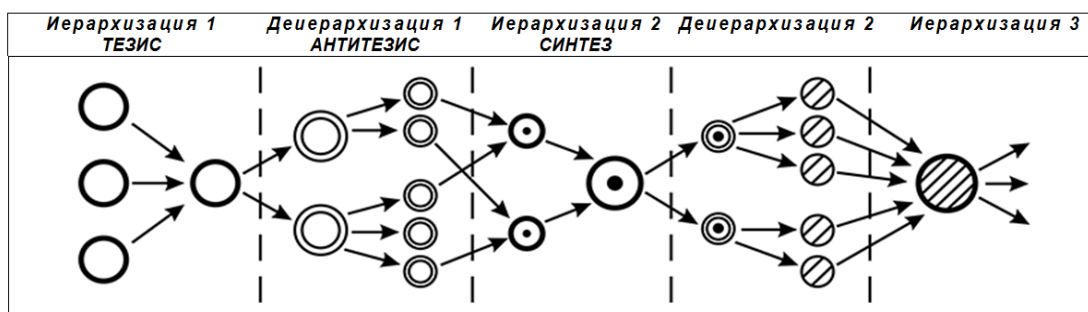 Иерархизация 1
ТЕЗИС
Деиерархизация 1
АНТИТЕЗИС
Иерархизация 2
СИНТЕЗ
Деиерархизация 2
Иерархизация 3